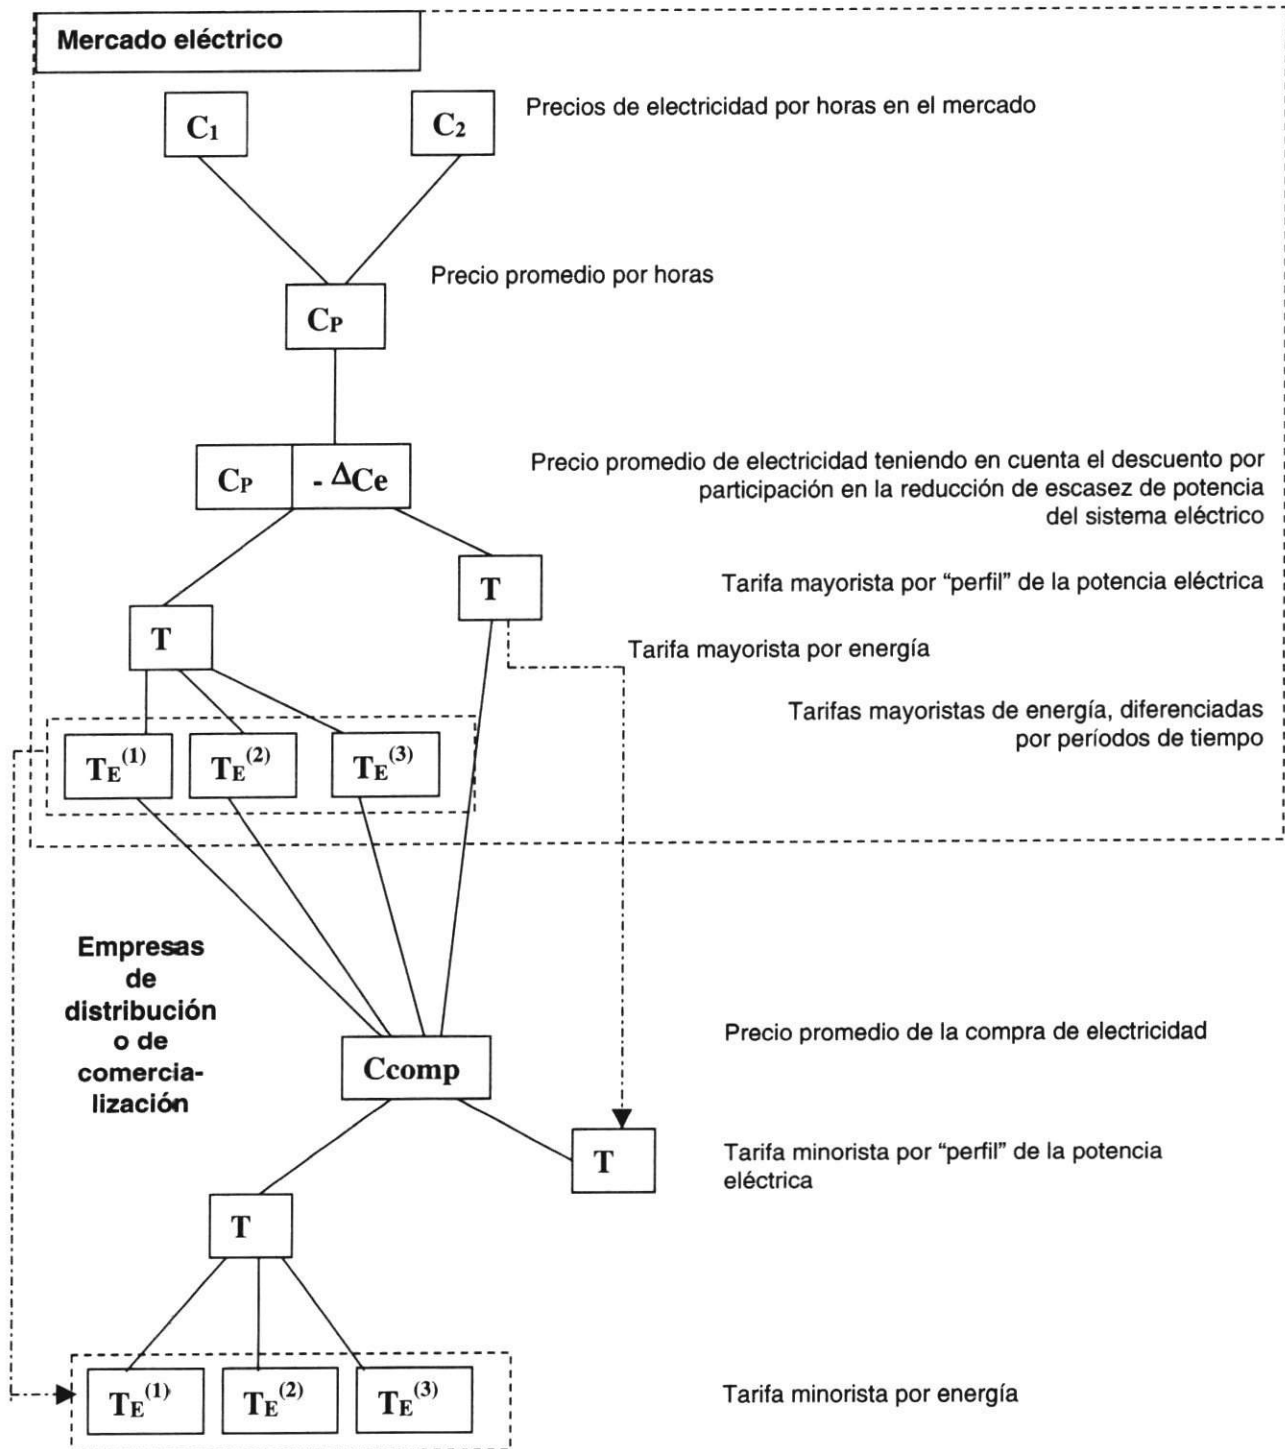 Mercado eléctrico
C1
C2
Precios de electricidad por horas en el mercado
Precio promedio por horas
CP
CP
- ΔCe
Precio promedio de electricidad teniendo en cuenta el descuento por
participación en la reducción de escasez de potencia
del sistema eléctrico
T
Tarifa mayorista por “perfil” de la potencia eléctrica
T
Tarifa mayorista por energía
Tarifas mayoristas de energía, diferenciadas
por períodos de tiempo
TE(1)
TE(2)
TE(3)
Empresas
de
distribución
o de
comercia-
lización
Precio promedio de la compra de electricidad
Ccomp
T
Tarifa minorista por “perfil” de la potencia
eléctrica
T
TE(1)
TE(2)
TE(3)
Tarifa minorista por energía